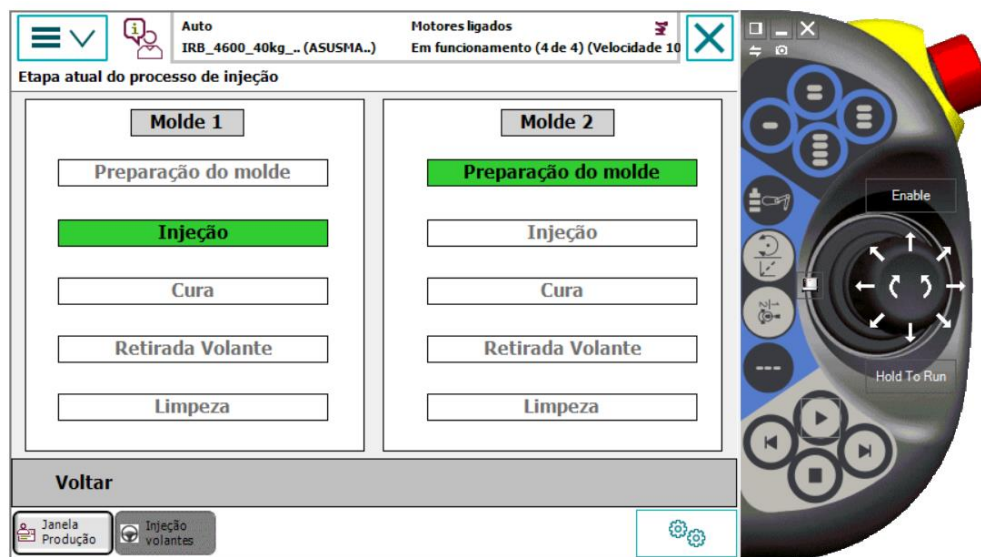 Auto
IRB_4600_40kg_.. (ASUSMA..)
Motores ligados
Em funcionamento (4 de 4) (Velocidade 10
Etapa atual do processo de injeção
Molde 1
Preparação do molde
Injeção
Cura
Retirada Volante
Limpeza
Molde 2
Preparação do molde
Injeção
Cura
Retirada Volante
Limpeza
Voltar
Janela
Produção
Injeção
volantes
Enable
Hold To Run